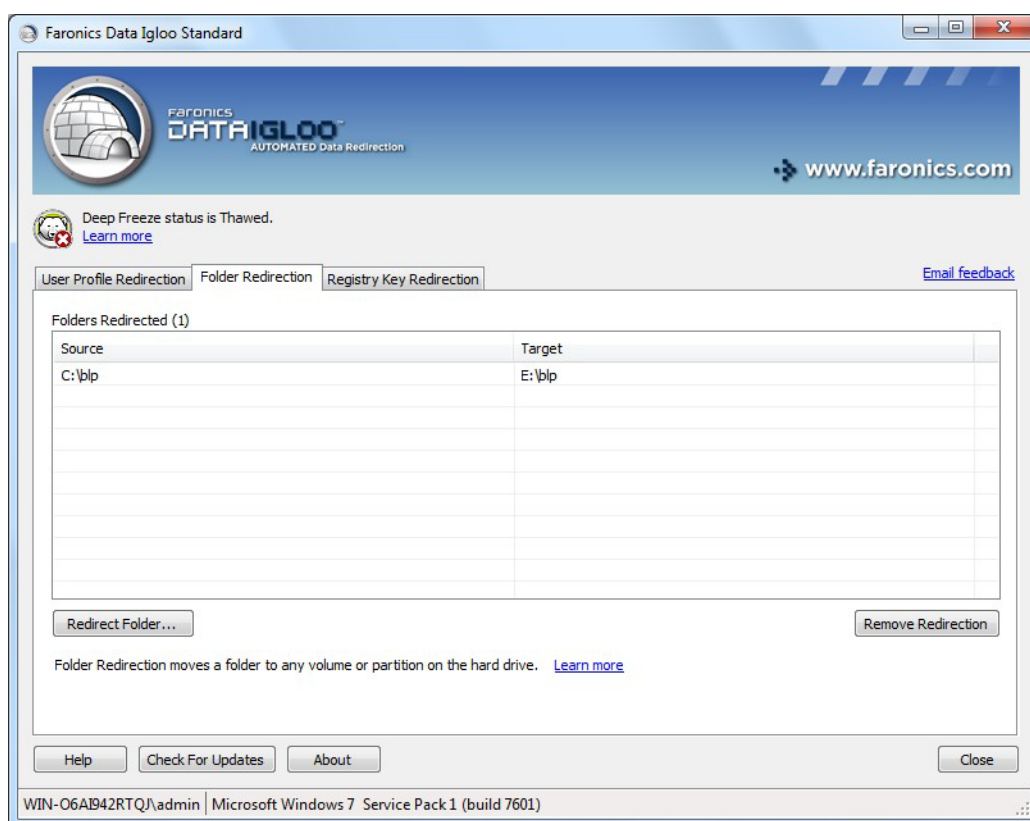 Faronics Data Igloo Standard
Faronics
DATAIGLOO™
AUTOMATED Data Redirection
www.faronics.com
Deep Freeze status is Thawed.
Learn more
User Profile Redirection Folder Redirection Registry Key Redirection Email feedback
Folders Redirected (1)
Source Target
C:\blp E:\blp
Redirect Folder... Remove Redirection
Folder Redirection moves a folder to any volume or partition on the hard drive. Learn more
Help Check For Updates About Close
WIN-O6AI942RTQJ\admin Microsoft Windows 7 Service Pack 1 (build 7601)